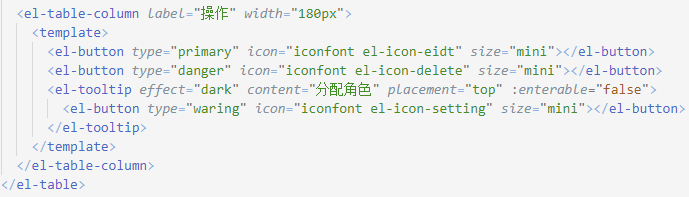 <el-table-column label="操作" width="180px">
<template>
<el-button type="primary" icon="iconfont el-icon-eidt" size="mini"></el-button>
<el-button type="danger" icon="iconfont el-icon-delete" size="mini"></el-button>
<el-tooltip effect="dark" content="分配角色" placement="top" :enterable="false">
<el-button type="waring" icon="iconfont el-icon-setting" size="mini"></el-button>
</el-tooltip>
</template>
</el-table-column>
</el-table>